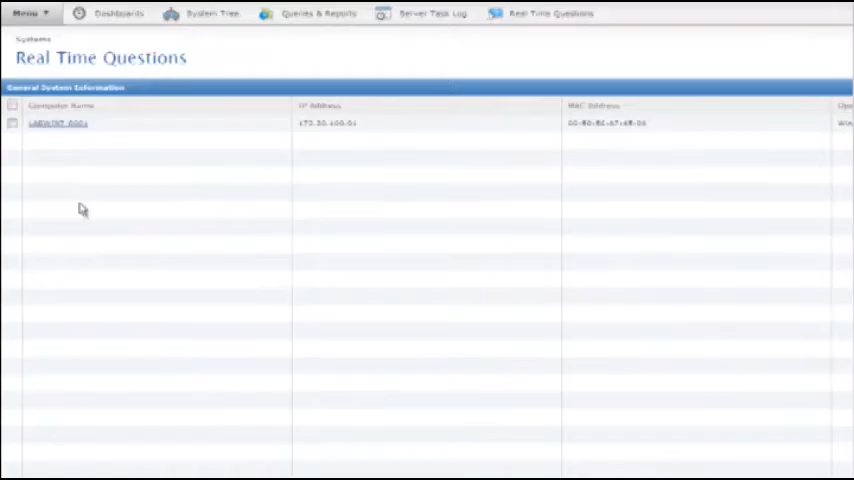 Menu ▼ Dashboards System Tree Queries & Reports Server Task Log Real Time Questions
Systems
Real Time Questions
General System Information
Computer Name IP Address MAC Address